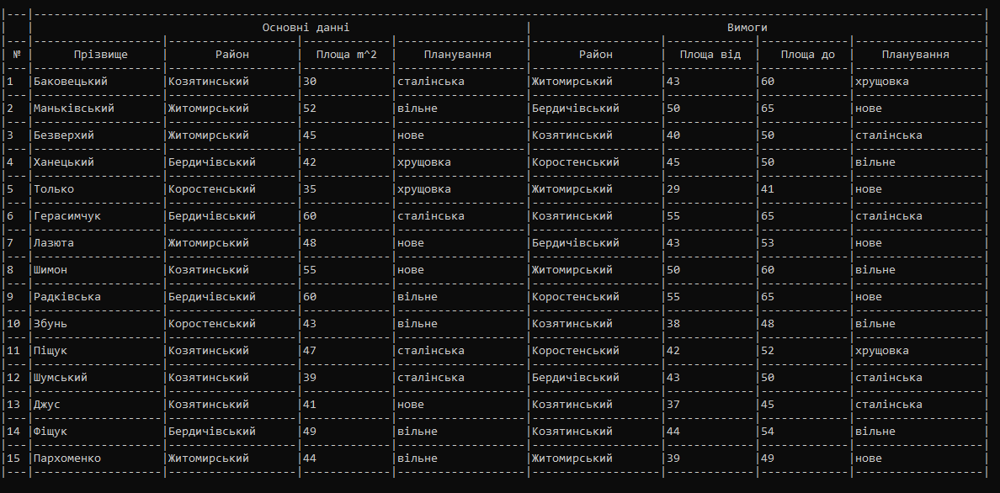 Основні данні Вимоги
№ Прізвище Район Площа m^2 Планування Район Площа від Площа до Планування
1 Баковецький Козятинський 30 сталінська Житомирський 43 60 хрущовка
2 Маньківський Житомирський 52 вільне Бердичівський 50 65 нове
3 Безверхий Житомирський 45 нове Козятинський 40 50 сталінська
4 Ханецький Бердичівський 42 хрущовка Коростенський 45 50 вільне
5 Только Коростенський 35 хрущовка Житомирський 29 41 нове
6 Герасимчук Бердичівський 60 сталінська Козятинський 55 65 сталінська
7 Лазюта Житомирський 48 нове Бердичівський 43 53 нове
8 Шимон Козятинський 55 нове Житомирський 50 60 вільне
9 Радківська Бердичівський 60 вільне Коростенський 55 65 нове
10 Збунь Коростенський 43 вільне Козятинський 38 48 вільне
11 Піщук Козятинський 47 сталінська Коростенський 42 52 хрущовка
12 Шумський Козятинський 39 сталінська Бердичівський 43 50 сталінська
13 Джус Козятинський 41 нове Козятинський 37 45 сталінська
14 Фіщук Бердичівський 49 вільне Козятинський 44 54 вільне
15 Пархоменко Житомирський 44 вільне Житомирський 39 49 нове